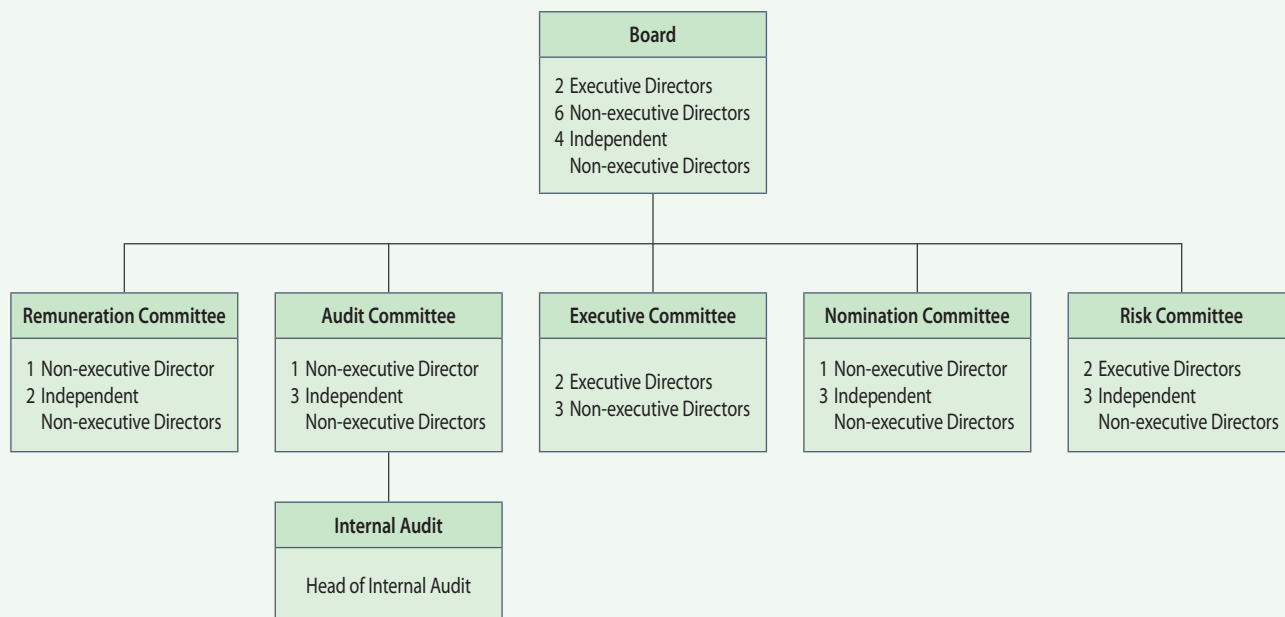 Board
2 Executive Directors
6 Non-executive Directors
4 Independent
Non-executive Directors
Remuneration Committee
1 Non-executive Director
2 Independent
Non-executive Directors
Audit Committee
1 Non-executive Director
3 Independent
Non-executive Directors
Executive Committee
2 Executive Directors
3 Non-executive Directors
Nomination Committee
1 Non-executive Director
3 Independent
Non-executive Directors
Risk Committee
2 Executive Directors
3 Independent
Non-executive Directors
Internal Audit
Head of Internal Audit